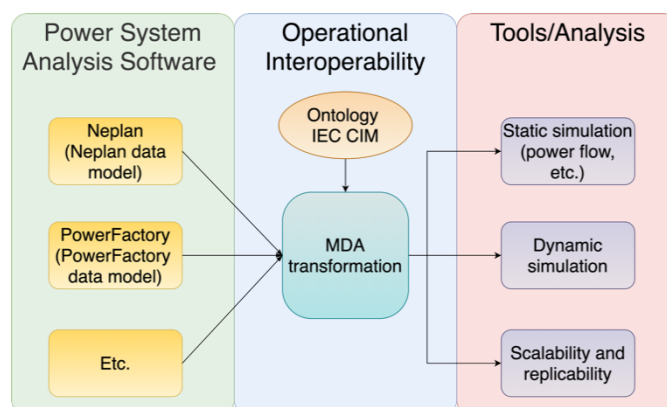 Power System
Analysis Software
Neplan
(Neplan data
model)
PowerFactory
(PowerFactory
data model)
Etc.
Operational
Interoperability
Ontology
IEC CIM
MDA
transformation
Tools/Analysis
Static simulation
(power flow,
etc.)
Dynamic
simulation
Scalability and
replicability